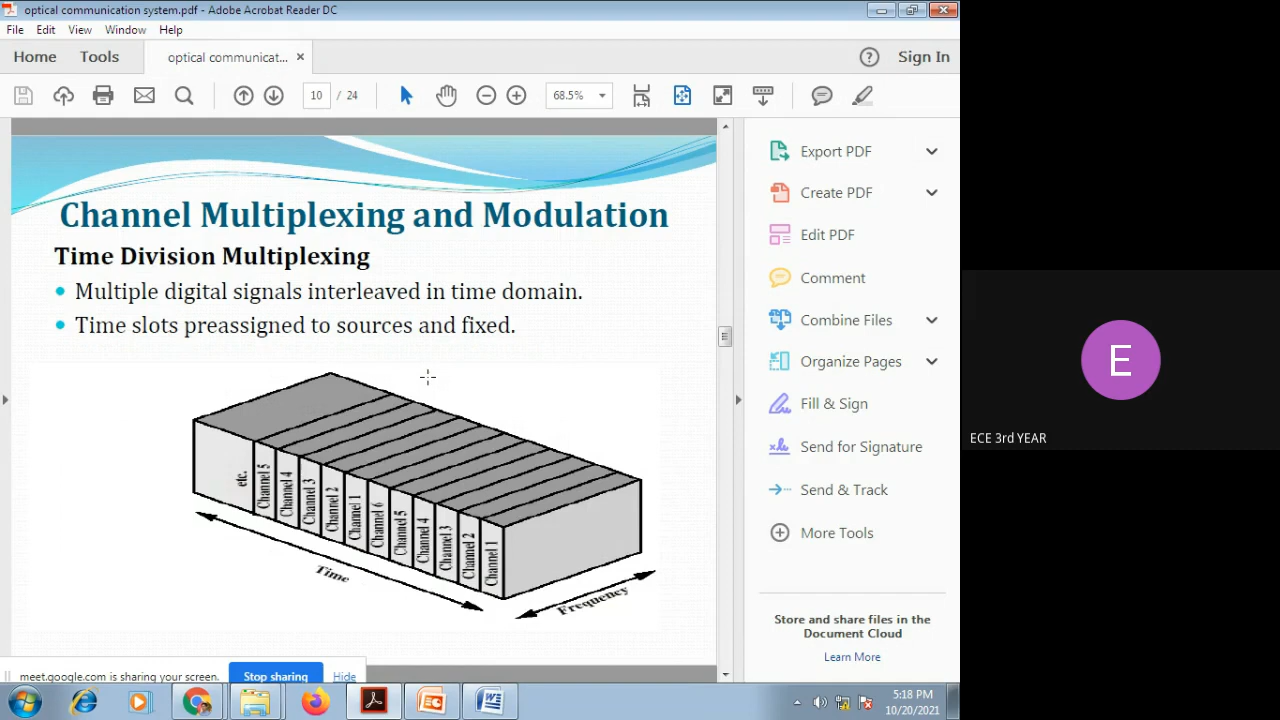 optical communication system.pdf - Adobe Acrobat Reader DC
File Edit View Window Help
Home Tools optical communicat... ×
Sign In
10 / 24
68.5%
Channel Multiplexing and Modulation
Time Division Multiplexing
• Multiple digital signals interleaved in time domain.
• Time slots preassigned to sources and fixed.
etc.
Channel 5
Channel 4
Channel 3
Channel 2
Channel 1
Channel 6
Channel 5
Channel 4
Channel 3
Channel 2
Channel 1
Time
Frequency
Export PDF
Create PDF
Edit PDF
Comment
Combine Files
Organize Pages
Fill & Sign
Send for Signature
Send & Track
More Tools
Store and share files in the
Document Cloud
Learn More
E
ECE 3rd YEAR
meet.google.com is sharing your screen. Stop sharing Hide
5:18 PM
10/20/2021